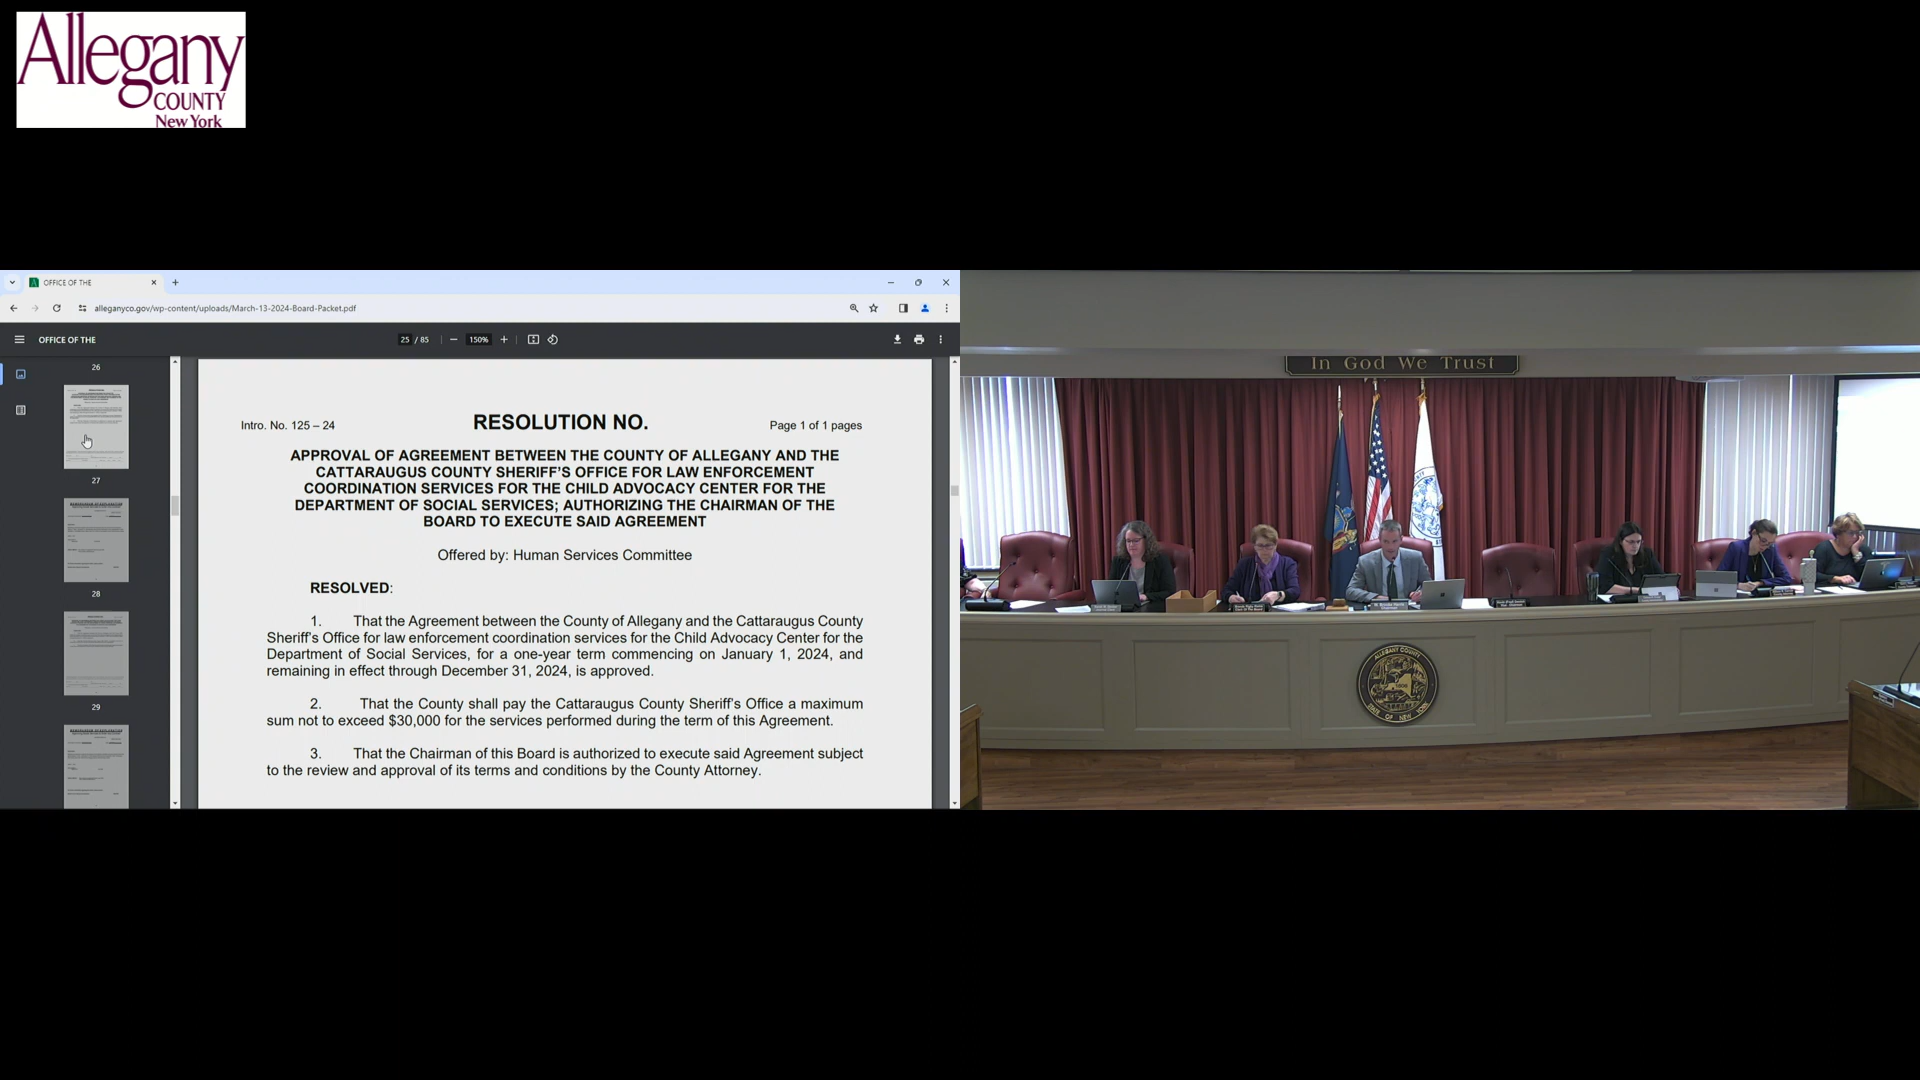 Allegany
COUNTY
New York
OFFICE OF THE
alleganyco.gov/wp-content/uploads/March-13-2024-Board-Packet.pdf
OFFICE OF THE
25 / 85
150%
26
27
28
29
Intro. No. 125 – 24
RESOLUTION NO.
Page 1 of 1 pages
APPROVAL OF AGREEMENT BETWEEN THE COUNTY OF ALLEGANY AND THE
CATTARAUGUS COUNTY SHERIFF'S OFFICE FOR LAW ENFORCEMENT
COORDINATION SERVICES FOR THE CHILD ADVOCACY CENTER FOR THE
DEPARTMENT OF SOCIAL SERVICES; AUTHORIZING THE CHAIRMAN OF THE
BOARD TO EXECUTE SAID AGREEMENT
Offered by: Human Services Committee
RESOLVED:
1. That the Agreement between the County of Allegany and the Cattaraugus County
Sheriff's Office for law enforcement coordination services for the Child Advocacy Center for the
Department of Social Services, for a one-year term commencing on January 1, 2024, and
remaining in effect through December 31, 2024, is approved.
2. That the County shall pay the Cattaraugus County Sheriff's Office a maximum
sum not to exceed $30,000 for the services performed during the term of this Agreement.
3. That the Chairman of this Board is authorized to execute said Agreement subject
to the review and approval of its terms and conditions by the County Attorney.
In God We Trust
ALLEGANY COUNTY
STATE OF NEW YORK